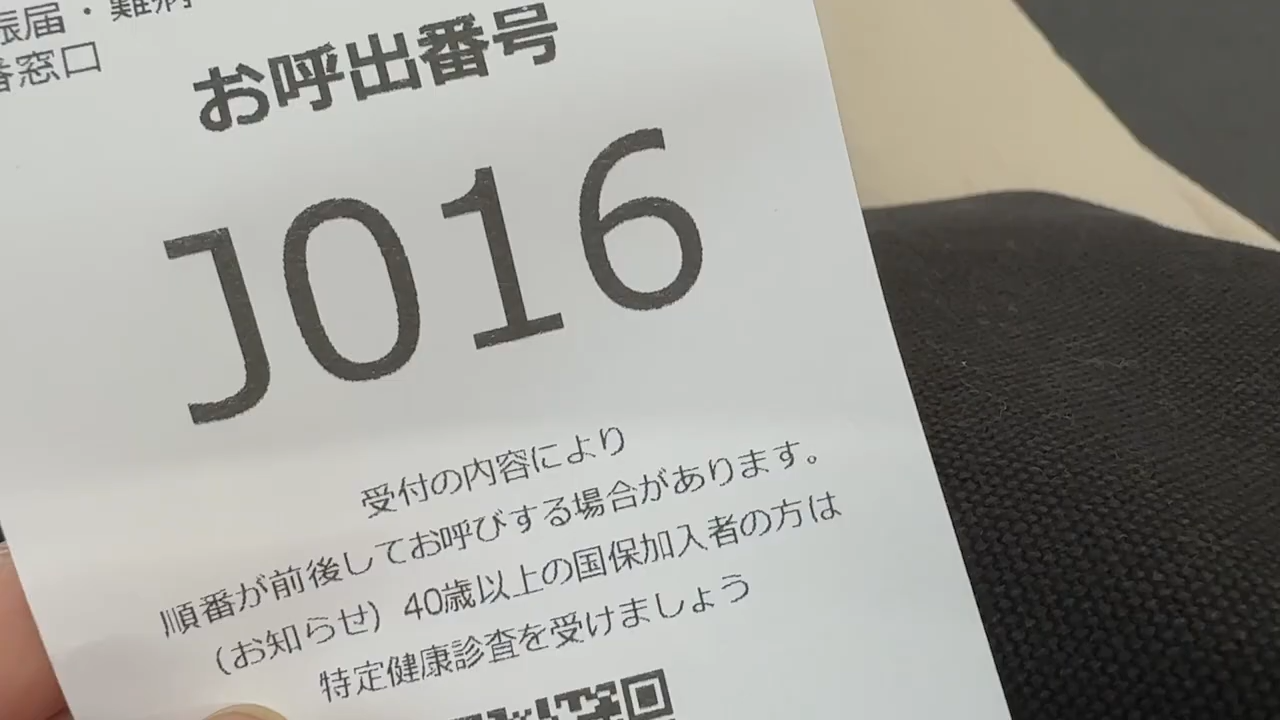 届・難病
窓口
お呼出番号
J016
受付の内容により
順番が前後してお呼びする場合があります。
(お知らせ) 40歳以上の国保加入者の方は
特定健康診査を受けましょう